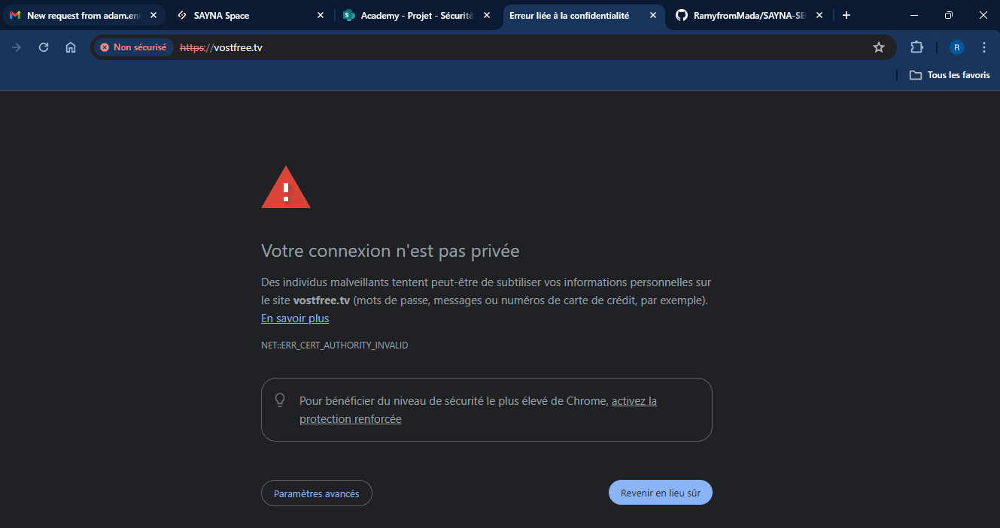 New request from adam.en
SAYNA Space
Academy - Projet - Sécurité
Erreur liée à la confidentialité
RamyfromMada/SAYNA-SE
Non sécurisé
https://vostfree.tv
R
Tous les favoris
Votre connexion n'est pas privée
Des individus malveillants tentent peut-être de subtiliser vos informations personnelles sur
le site vostfree.tv (mots de passe, messages ou numéros de carte de crédit, par exemple).
En savoir plus
NET::ERR_CERT_AUTHORITY_INVALID
Pour bénéficier du niveau de sécurité le plus élevé de Chrome, activez la
protection renforcée
Paramètres avancés
Revenir en lieu sûr